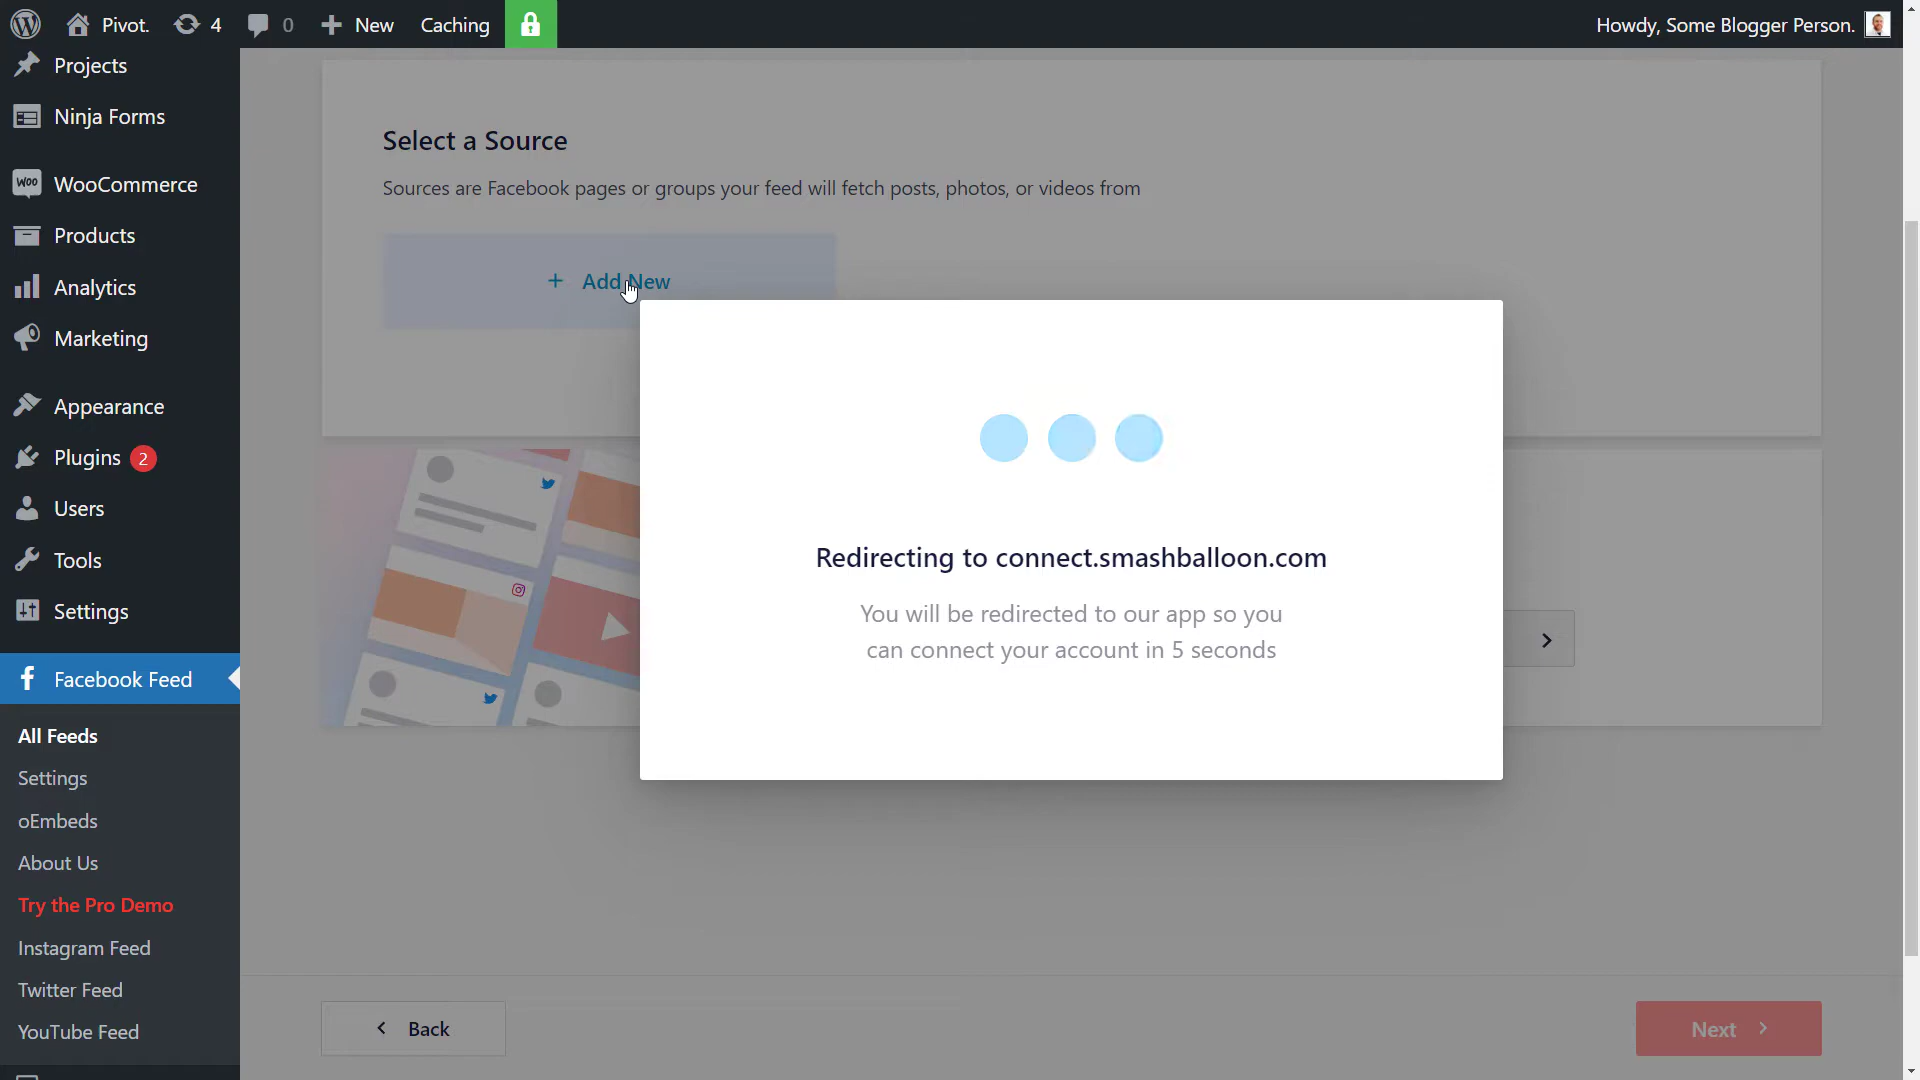 Pivot. 4 0 New Caching Howdy, Some Blogger Person.
Projects
Ninja Forms
WOO WooCommerce
Products
Analytics
Marketing
Appearance
Plugins 2
Users
Tools
Settings
Facebook Feed
All Feeds
Settings
oEmbeds
About Us
Try the Pro Demo
Instagram Feed
Twitter Feed
YouTube Feed
Select a Source
Sources are Facebook pages or groups your feed will fetch posts, photos, or videos from
+ Add New
Redirecting to connect.smashballoon.com
You will be redirected to our app so you
can connect your account in 5 seconds
Back
Next